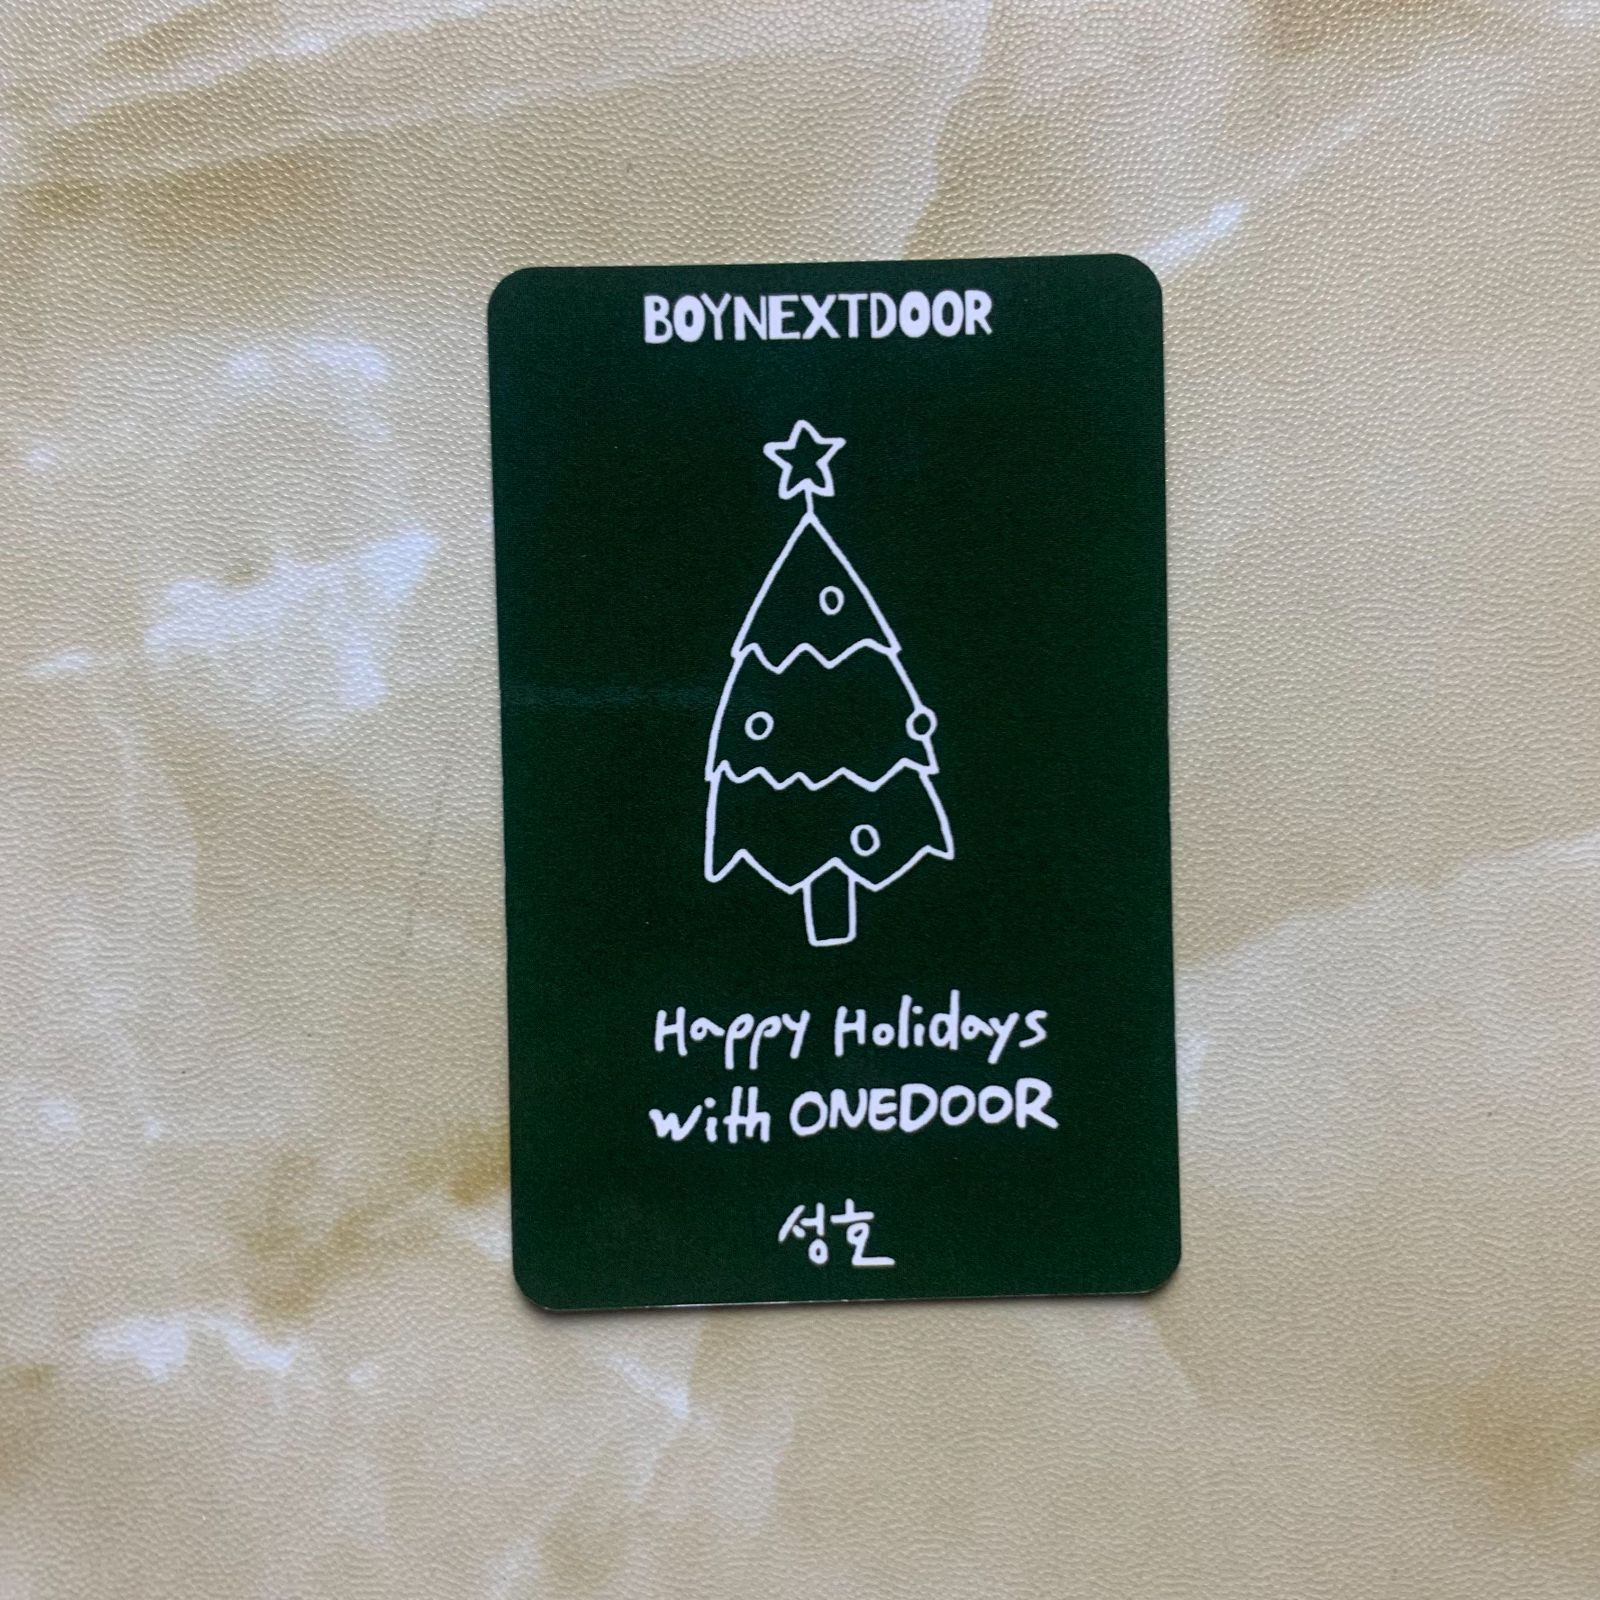 BOYNEXTDOOR
Happy Holidays
with ONEDOOR
성호